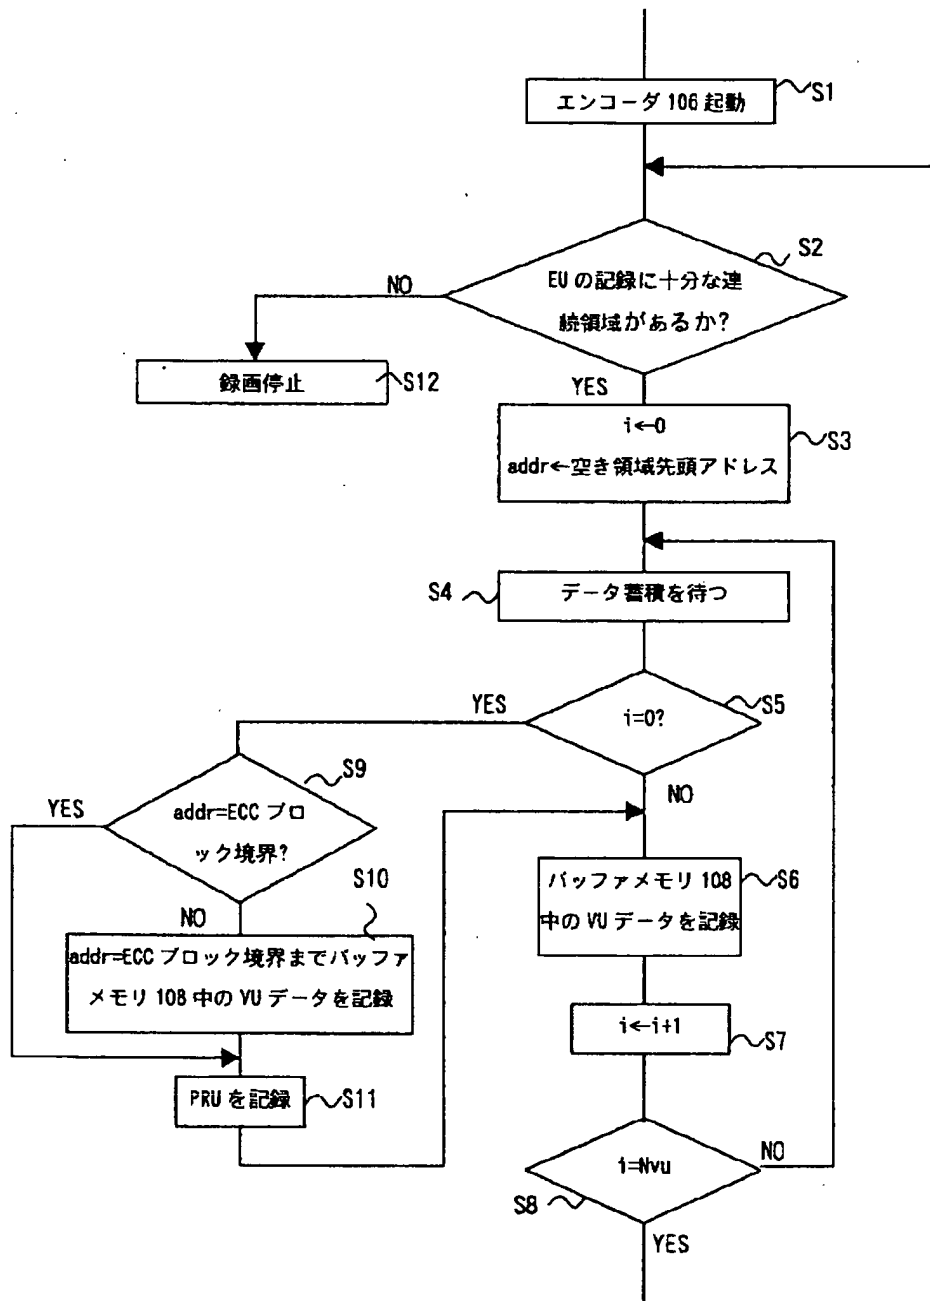 エンコーダ 106 起動
S1
S2
EU の記録に十分な連
続領域があるか?
NO
録画停止
S12
YES
i←0
addr←空き領域先頭アドレス
S3
S4
データ蓄積を待つ
YES
i=0?
S5
S9
NO
YES
addr=ECC ブロ
ック境界?
S10
バッファメモリ 108
中の VU データを記録
S6
NO
addr=ECC ブロック境界までバッファ
メモリ 108 中の VU データを記録
i←i+1
S7
PRU を記録
S11
i=Nvu
NO
S8
YES